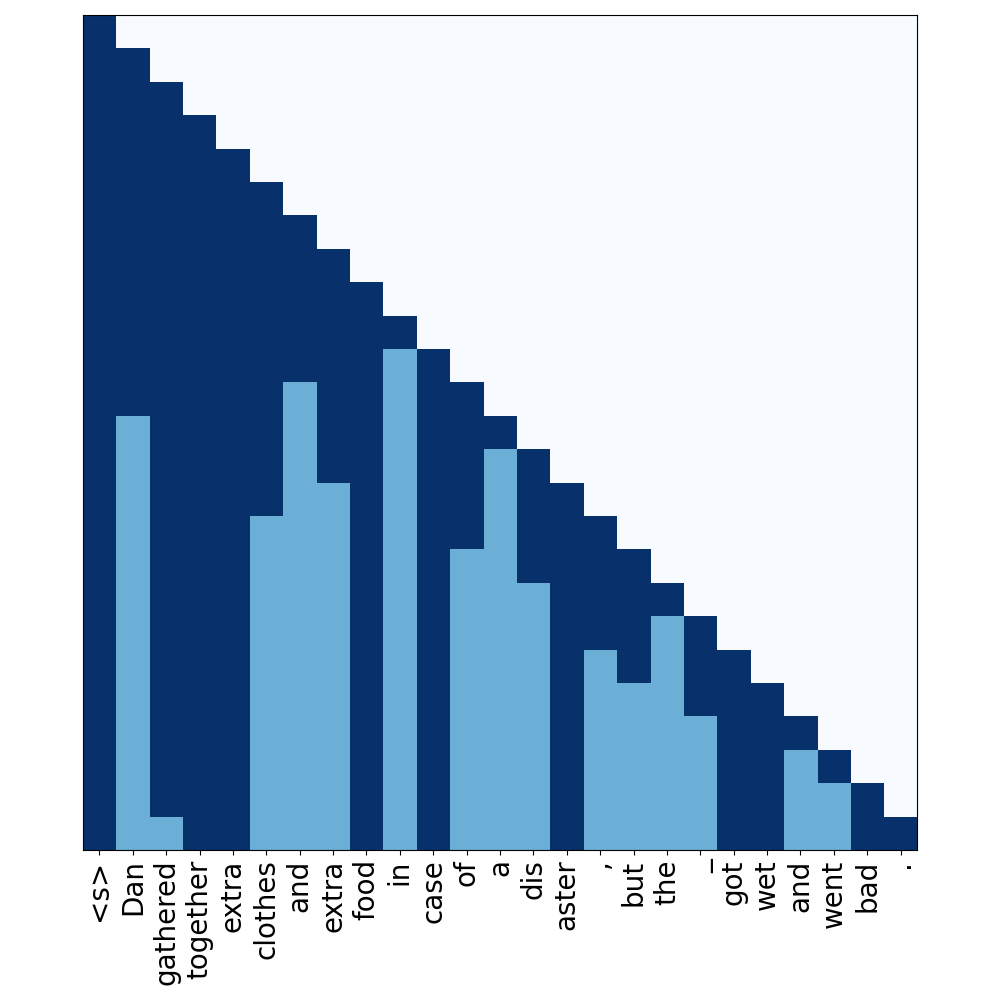 <s> Dan gathered together extra clothes and extra food in case of a dis aster , but the _ got wet and went bad .